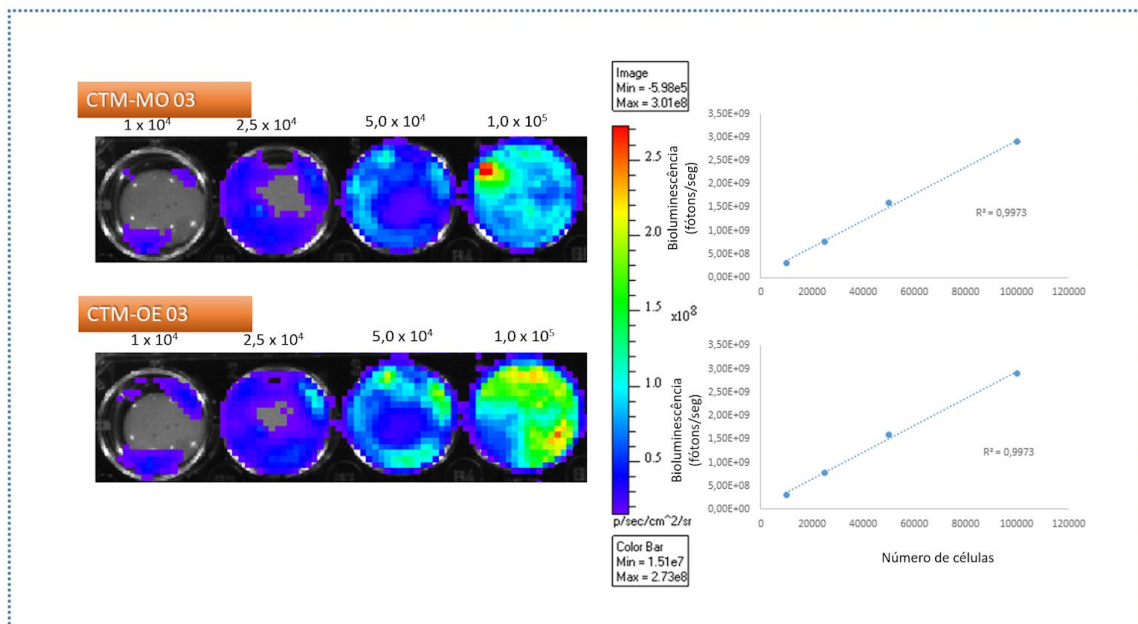 CTM-MO 03
1 x 10⁴ 2,5 x 10⁴ 5,0 x 10⁴ 1,0 x 10⁵
CTM-OE 03
1 x 10⁴ 2,5 x 10⁴ 5,0 x 10⁴ 1,0 x 10⁵
Image
Min = -5.98e5
Max = 3.01e8
2.5
2.0
1.5
x10⁸
1.0
0.5
p/sec/cm^2/sr
Color Bar
Min = 1.51e7
Max = 2.73e8
Bioluminescência
(fótons/seg)
3,50E+09
3,00E+09
2,50E+09
2,00E+09
1,50E+09
1,00E+09
5,00E+08
0,00E+00
0 20000 40000 60000 80000 100000 120000
R² = 0,9973
Bioluminescência
(fótons/seg)
3,50E+09
3,00E+09
2,50E+09
2,00E+09
1,50E+09
1,00E+09
5,00E+08
0,00E+00
0 20000 40000 60000 80000 100000 120000
R² = 0,9973
Número de células